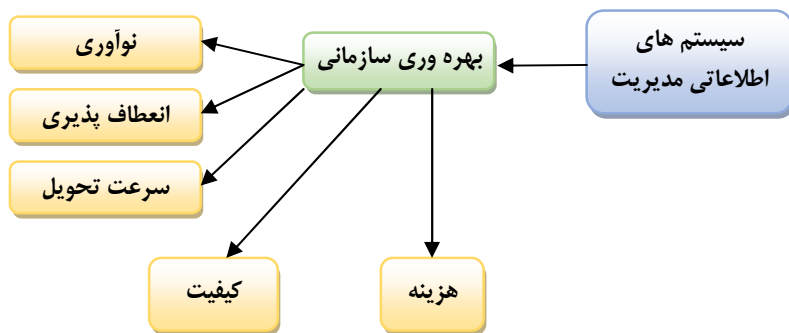 سیستم های
اطلاعاتی مدیریت
بهره وری سازمانی
نوآوری
انعطاف پذیری
سرعت تحویل
کیفیت
هزینه